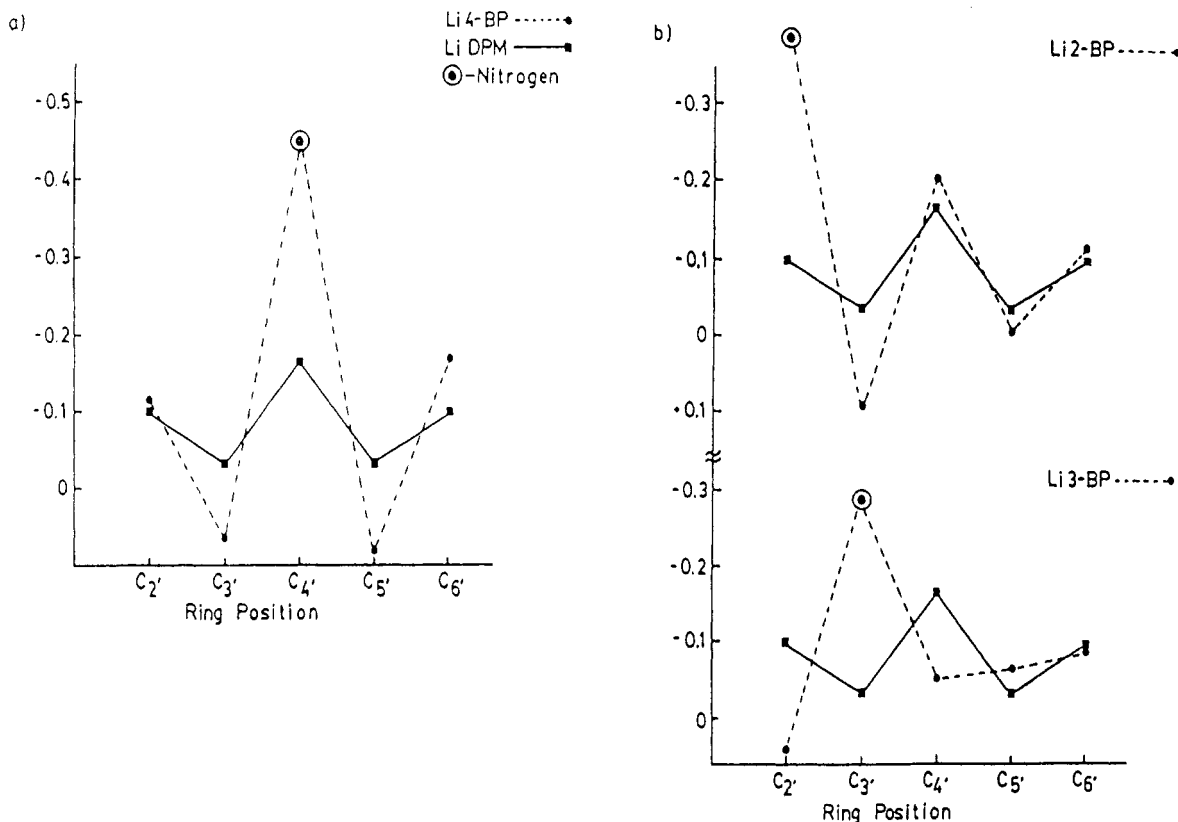 a)
Li 4-BP
Li DPM
-Nitrogen
-0.5
-0.4
-0.3
-0.2
-0.1
0
C2' C3' C4' C5' C6'
Ring Position
b)
Li2-BP
-0.3
-0.2
-0.1
0
+0.1
Li3-BP
-0.3
-0.2
-0.1
0
C2' C3' C4' C5' C6'
Ring Position